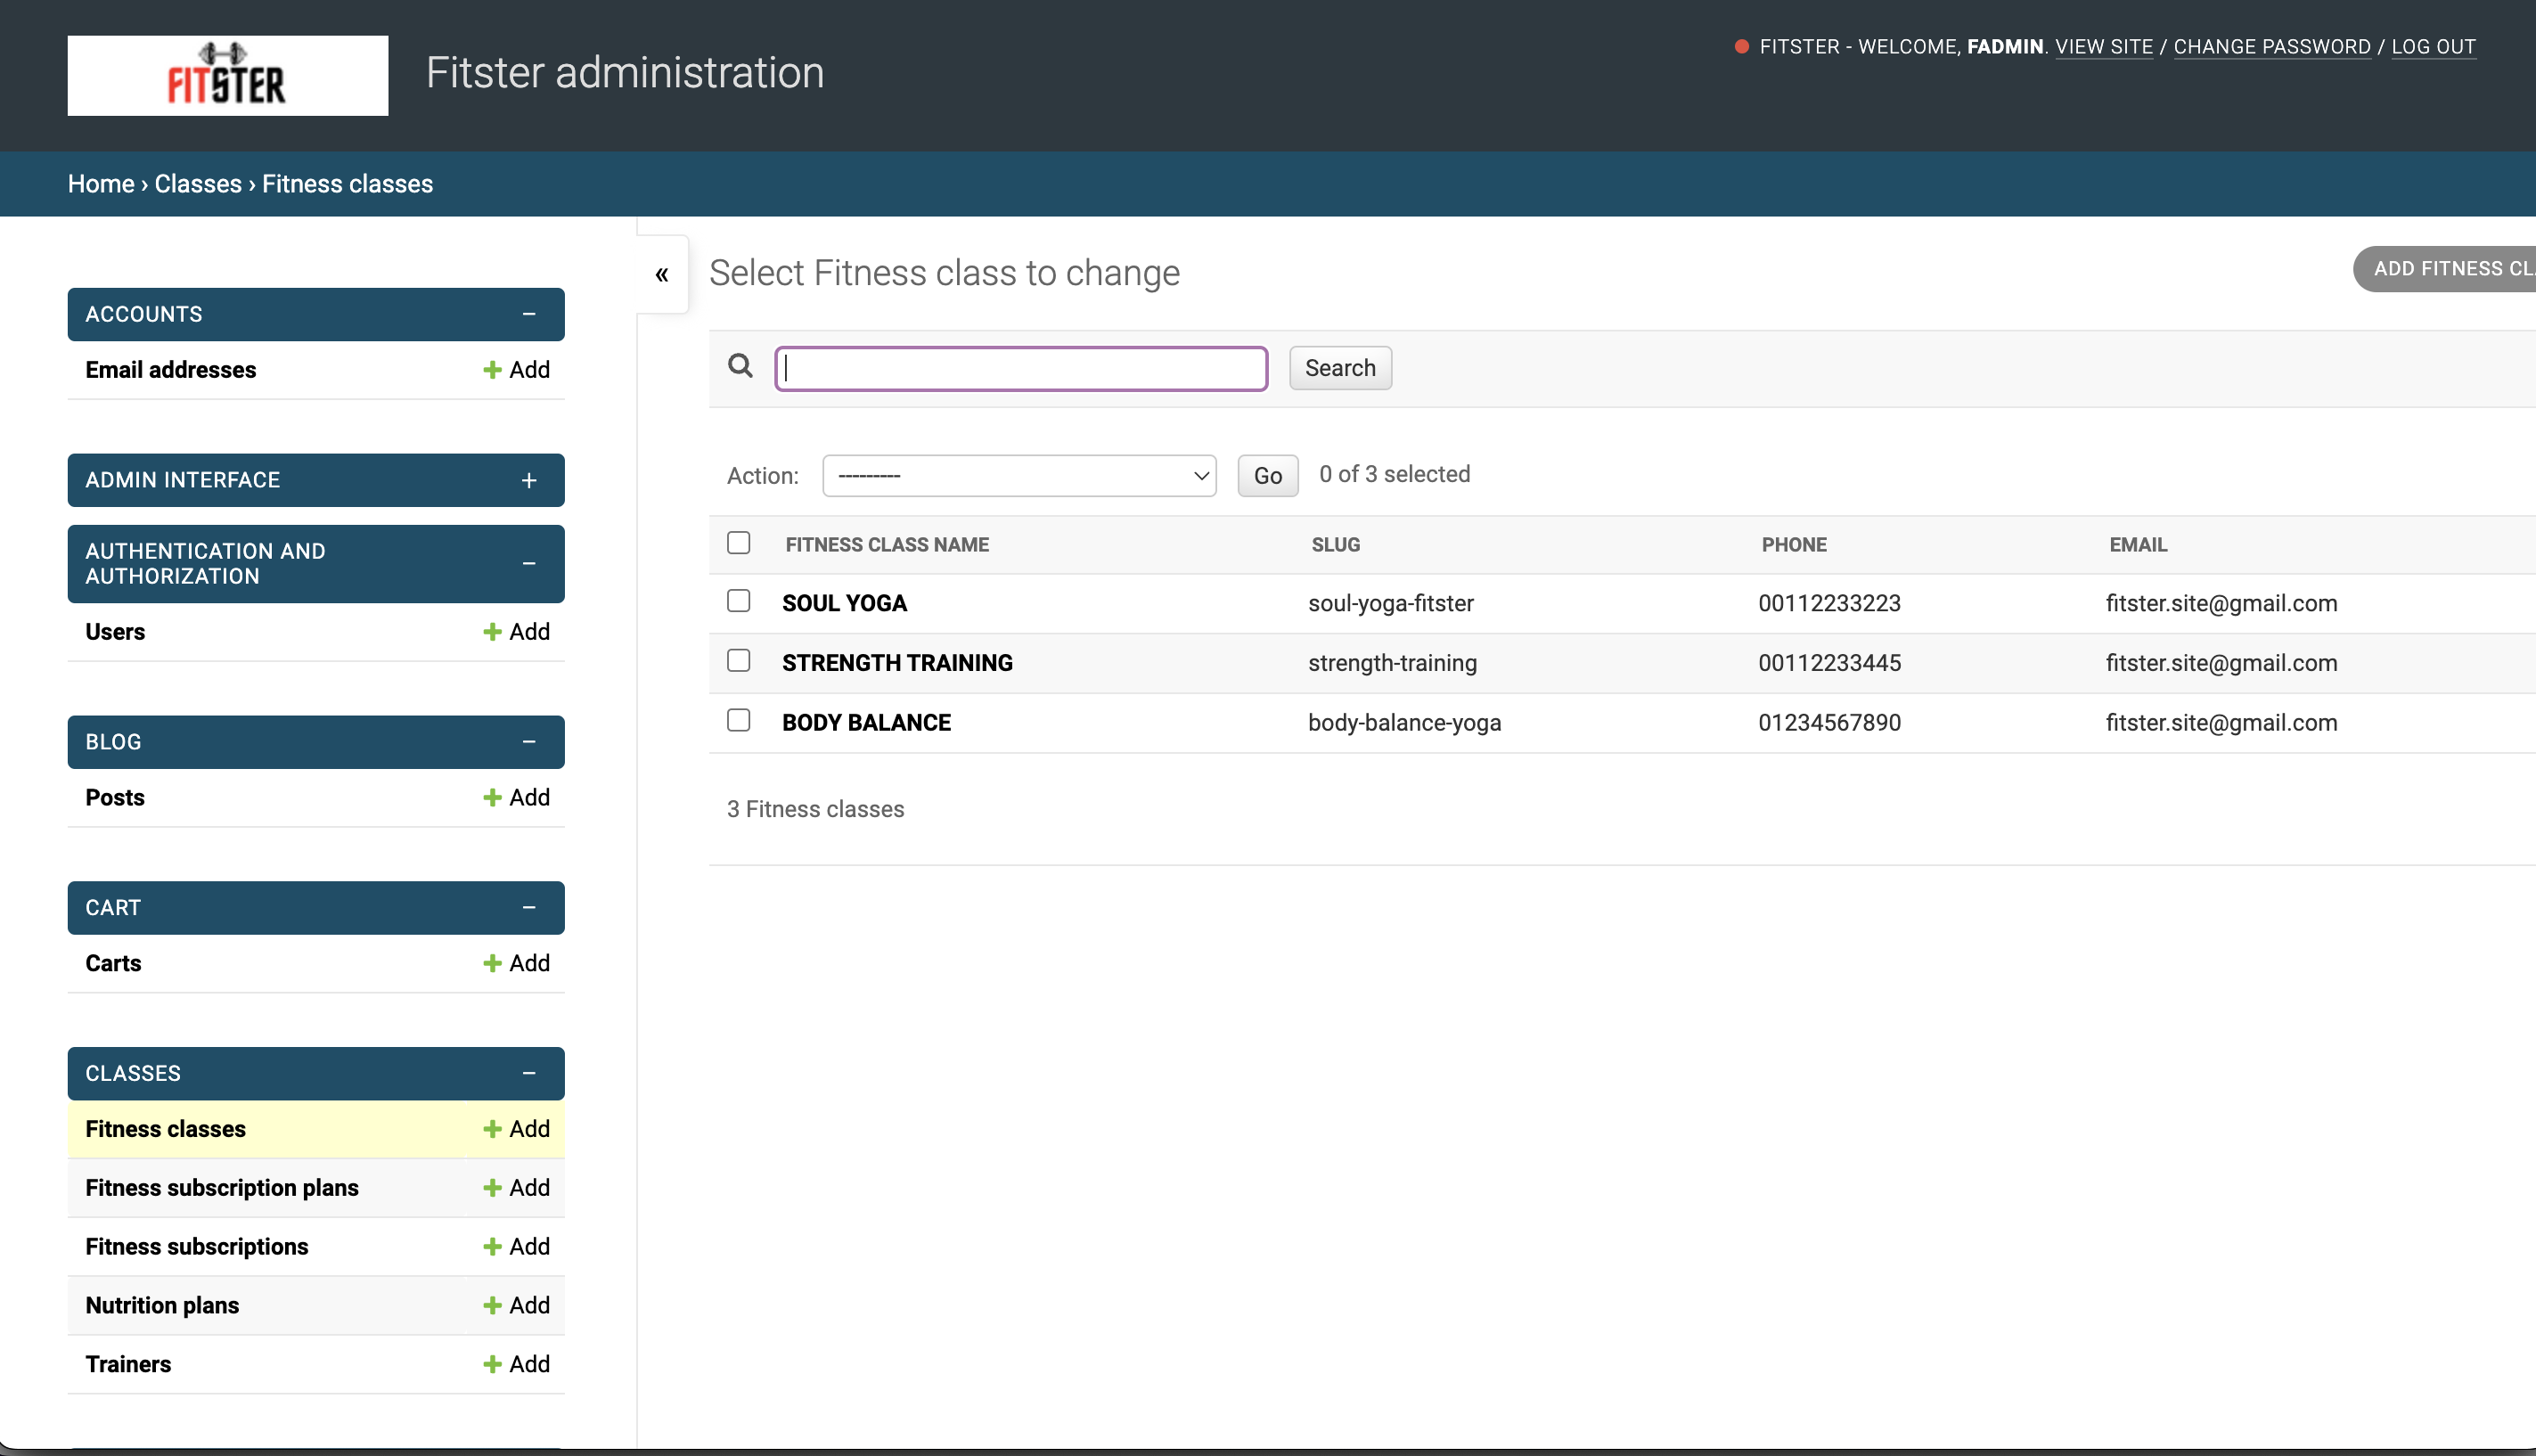 FITSTER
Fitster administration
FITSTER - WELCOME, FADMIN. VIEW SITE / CHANGE PASSWORD / LOG OUT
Home › Classes › Fitness classes
ACCOUNTS −
Email addresses + Add
ADMIN INTERFACE +
AUTHENTICATION AND
AUTHORIZATION −
Users + Add
BLOG −
Posts + Add
CART −
Carts + Add
CLASSES −
Fitness classes + Add
Fitness subscription plans + Add
Fitness subscriptions + Add
Nutrition plans + Add
Trainers + Add
«
Select Fitness class to change
ADD FITNESS CL
Search
Action: --------- Go 0 of 3 selected
FITNESS CLASS NAME SLUG PHONE EMAIL
SOUL YOGA soul-yoga-fitster 00112233223 fitster.site@gmail.com
STRENGTH TRAINING strength-training 00112233445 fitster.site@gmail.com
BODY BALANCE body-balance-yoga 01234567890 fitster.site@gmail.com
3 Fitness classes